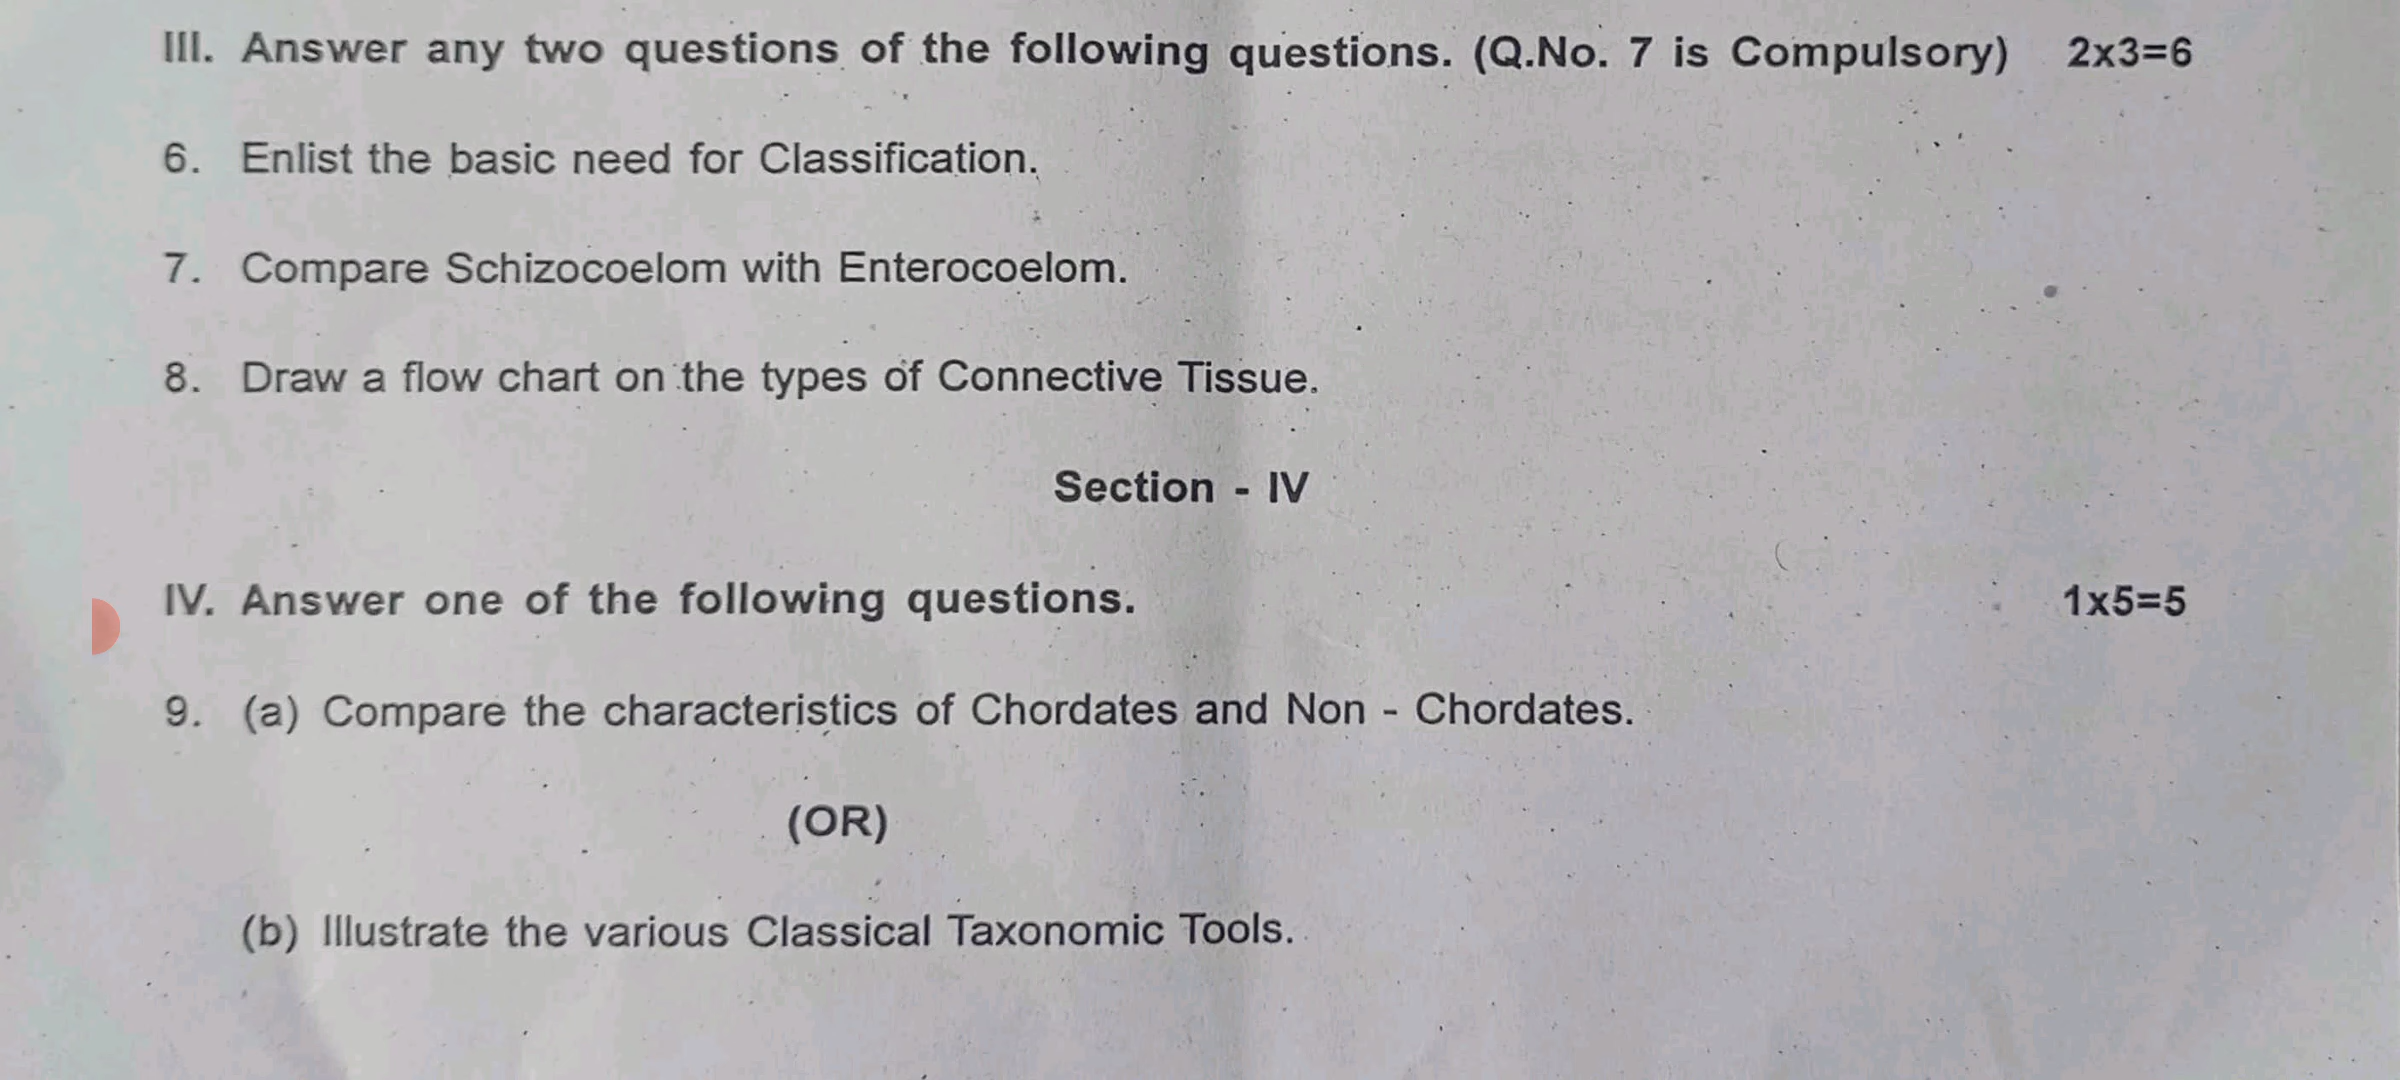 III. Answer any two questions of the following questions. (Q.No. 7 is Compulsory) 2x3=6
6. Enlist the basic need for Classification.
7. Compare Schizocoelom with Enterocoelom.
8. Draw a flow chart on the types of Connective Tissue.
Section - IV
IV. Answer one of the following questions. 1x5=5
9. (a) Compare the characteristics of Chordates and Non - Chordates.
(OR)
(b) Illustrate the various Classical Taxonomic Tools.